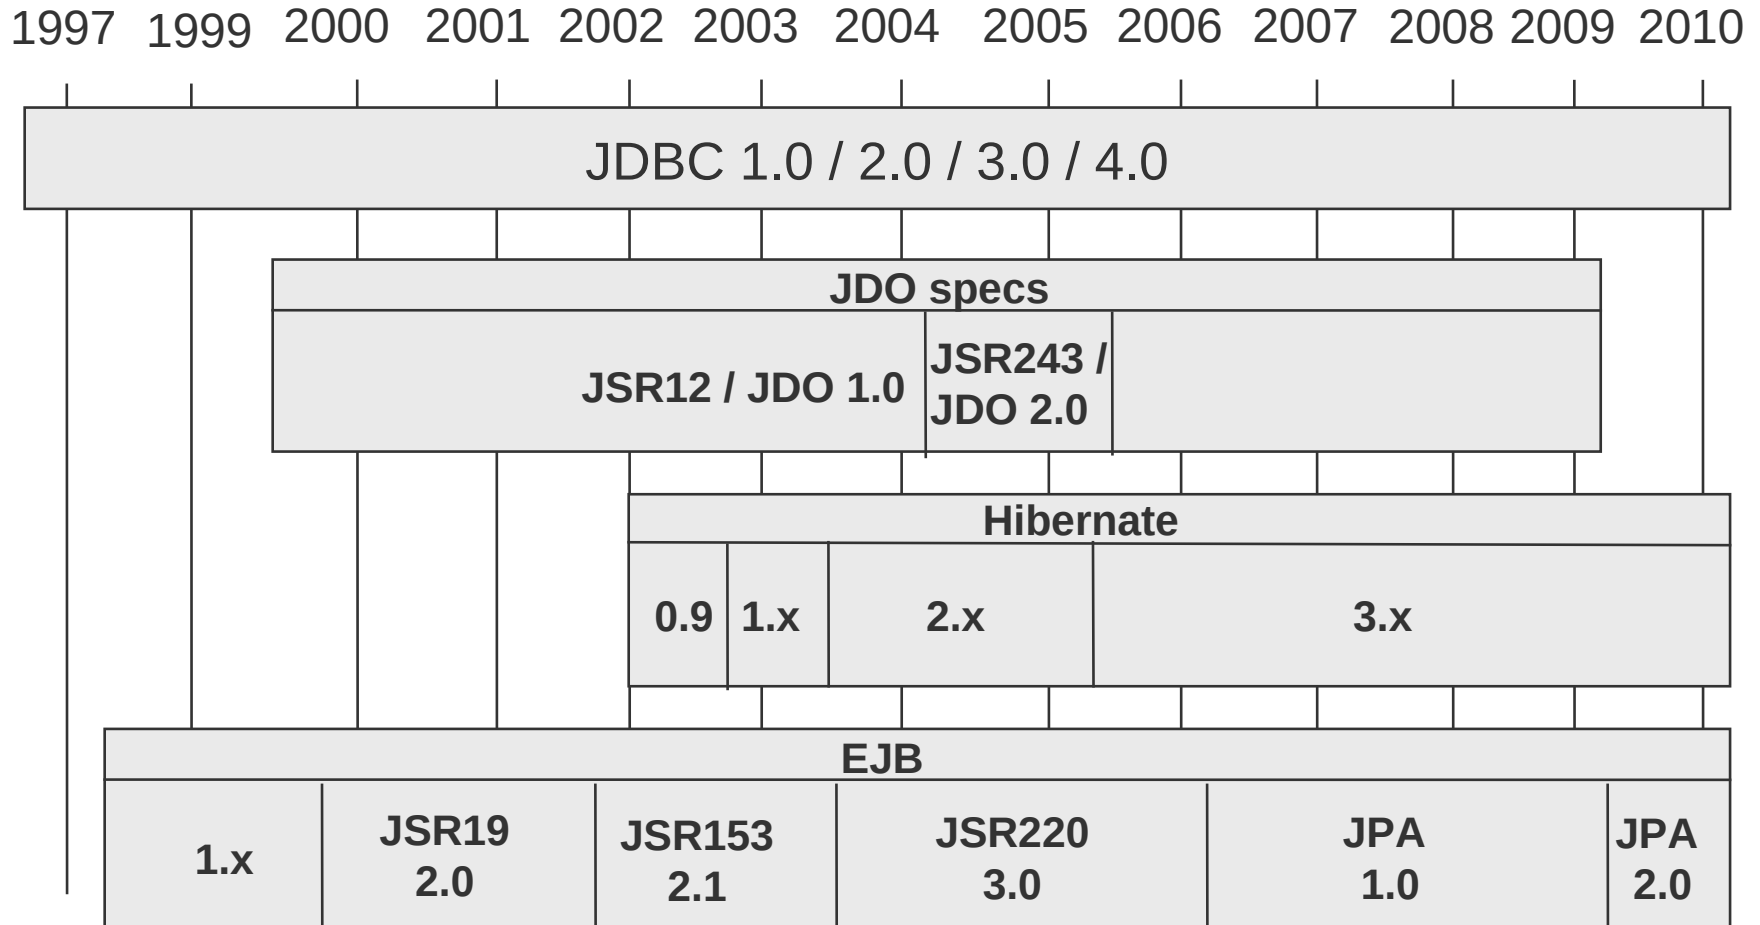 1997 1999 2000 2001 2002 2003 2004 2005 2006 2007 2008 2009 2010
JDBC 1.0 / 2.0 / 3.0 / 4.0
JDO specs
JSR12 / JDO 1.0
JSR243 /
JDO 2.0
Hibernate
0.9
1.x
2.x
3.x
EJB
1.x
JSR19
2.0
JSR153
2.1
JSR220
3.0
JPA
1.0
JPA
2.0